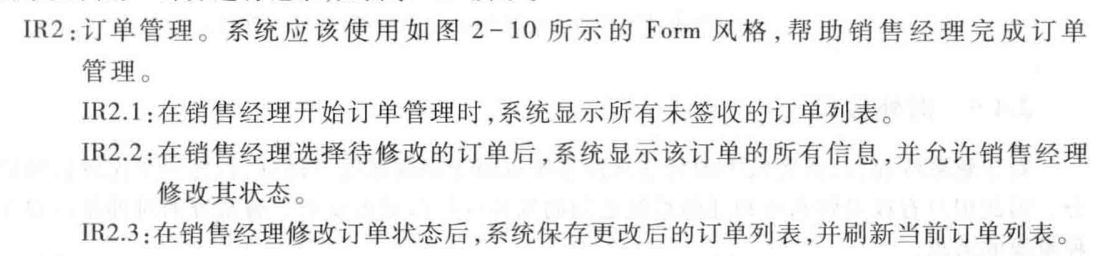 IR2:订单管理。系统应该使用如图 2-10 所示的 Form 风格,帮助销售经理完成订单
管理。
IR2.1:在销售经理开始订单管理时,系统显示所有未签收的订单列表。
IR2.2:在销售经理选择待修改的订单后,系统显示该订单的所有信息,并允许销售经理
修改其状态。
IR2.3:在销售经理修改订单状态后,系统保存更改后的订单列表,并刷新当前订单列表。